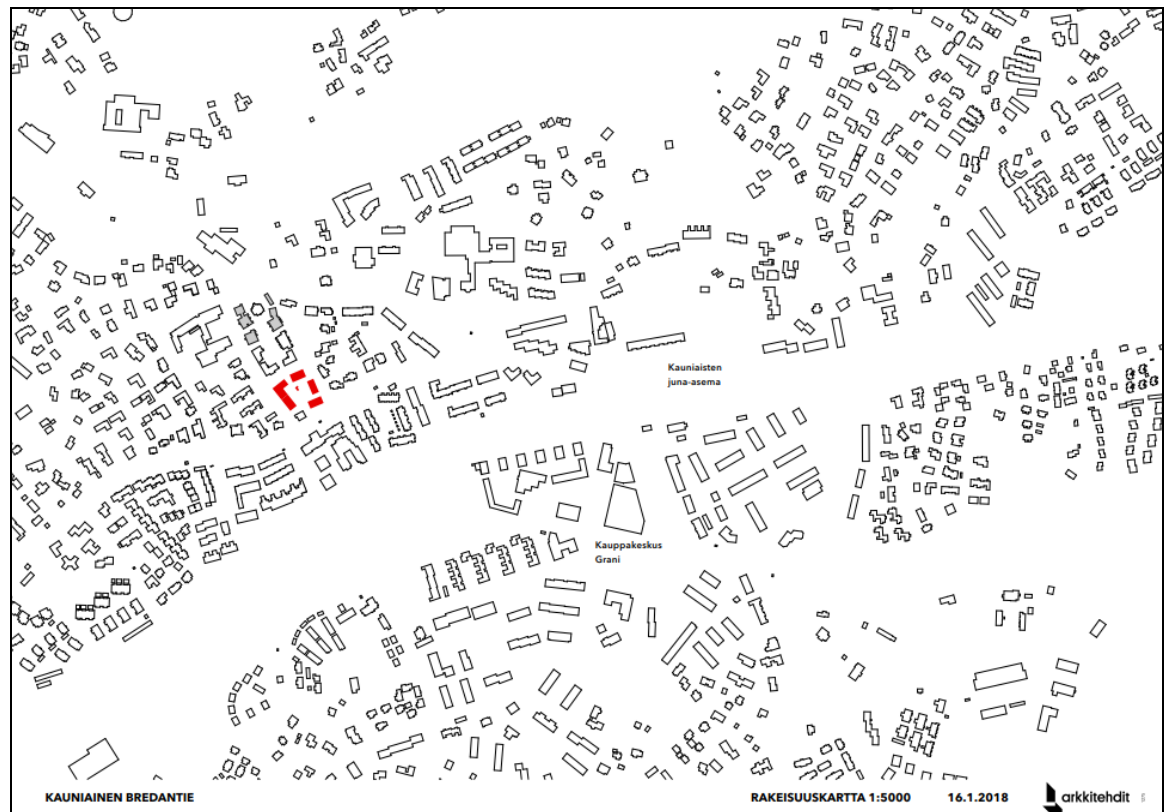 Kauniaisten
juna-asema
Kauppakeskus
Grani
KAUNIAINEN BREDANTIE
RAKEISUUSKARTTA 1:5000
16.1.2018
arkkitehdit